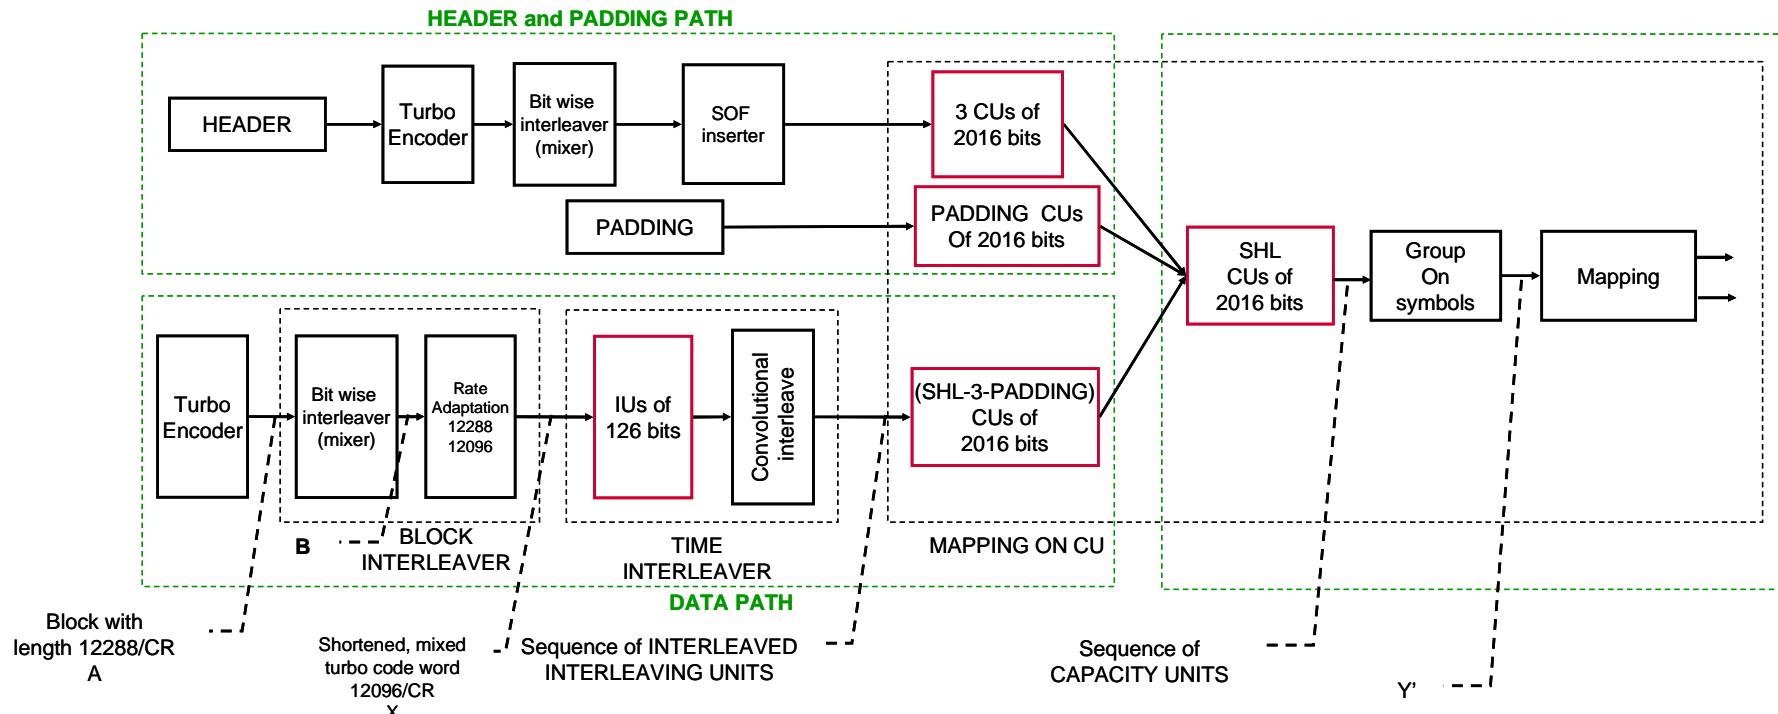 HEADER and PADDING PATH
HEADER
Turbo
Encoder
Bit wise
interleaver
(mixer)
SOF
inserter
3 CUs of
2016 bits
PADDING
PADDING CUs
Of 2016 bits
SHL
CUs of
2016 bits
Group
On
symbols
Mapping
Turbo
Encoder
Bit wise
interleaver
(mixer)
Rate
Adaptation
12288
12096
IUs of
126 bits
Convolutional
interleave
(SHL-3-PADDING)
CUs of
2016 bits
B
BLOCK
INTERLEAVER
TIME
INTERLEAVER
MAPPING ON CU
DATA PATH
Block with
length 12288/CR
A
Shortened, mixed
turbo code word
12096/CR
X
Sequence of INTERLEAVED
INTERLEAVING UNITS
Sequence of
CAPACITY UNITS
Y'